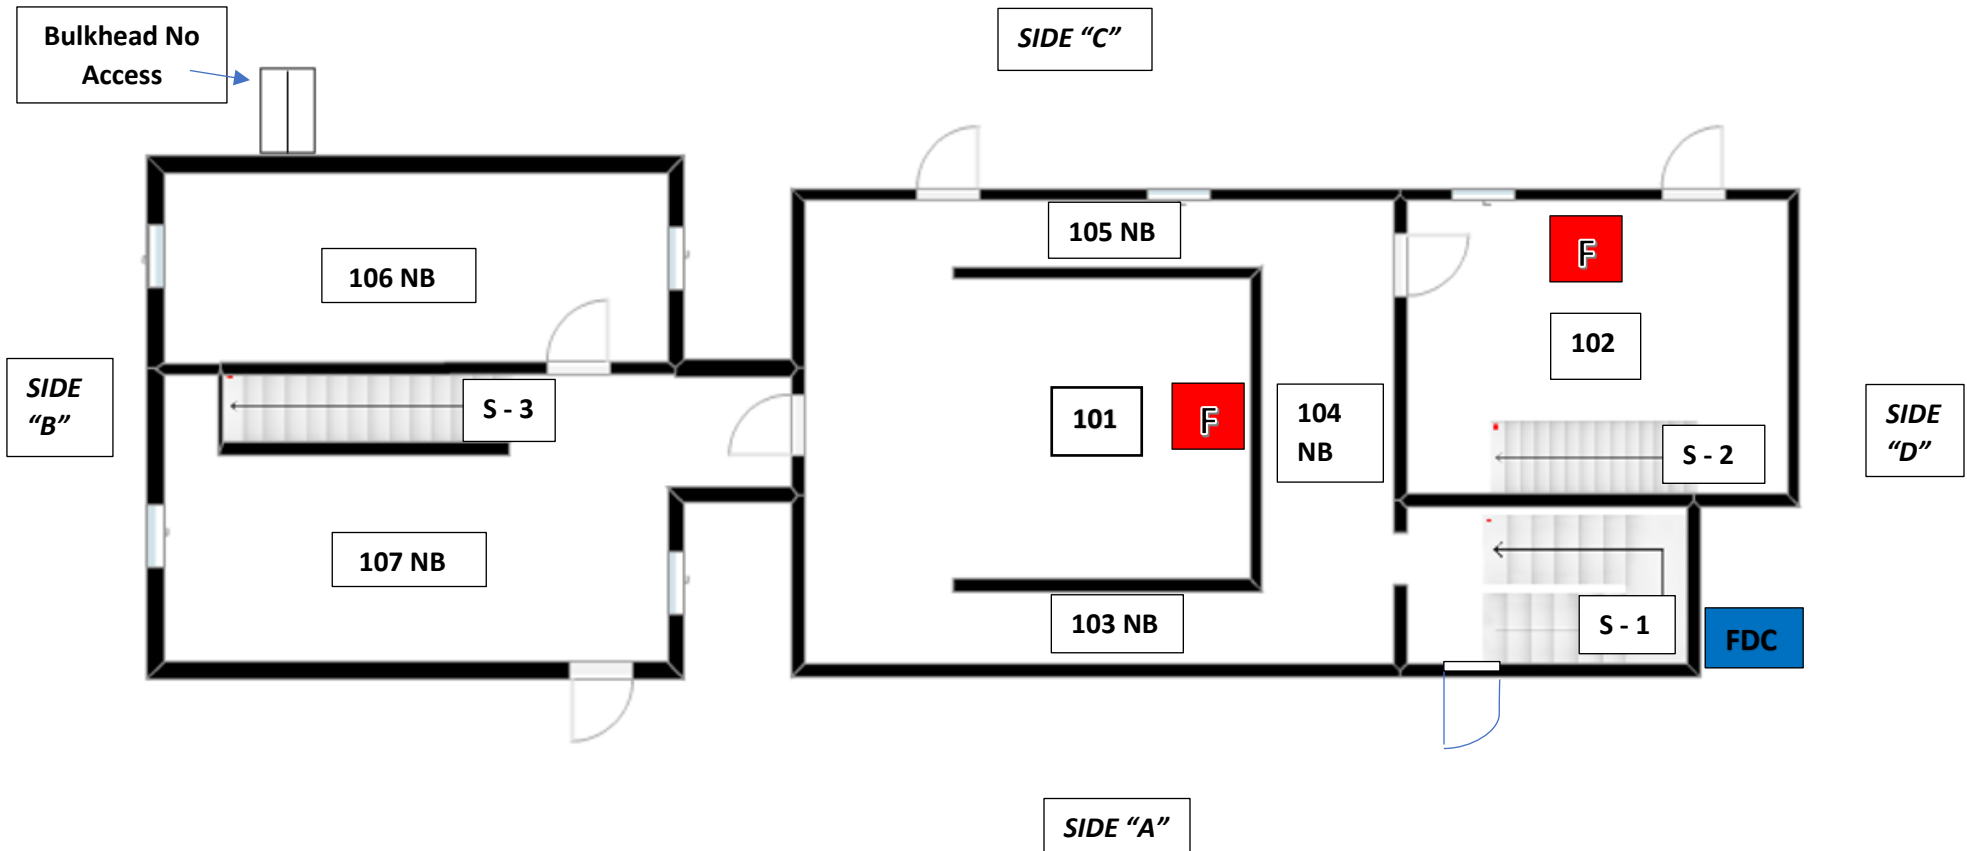 Bulkhead No
Access
SIDE “C”
105 NB
F
106 NB
102
SIDE
“B”
S - 3
101
F
104
NB
SIDE
“D”
S - 2
107 NB
103 NB
S - 1
FDC
SIDE “A”